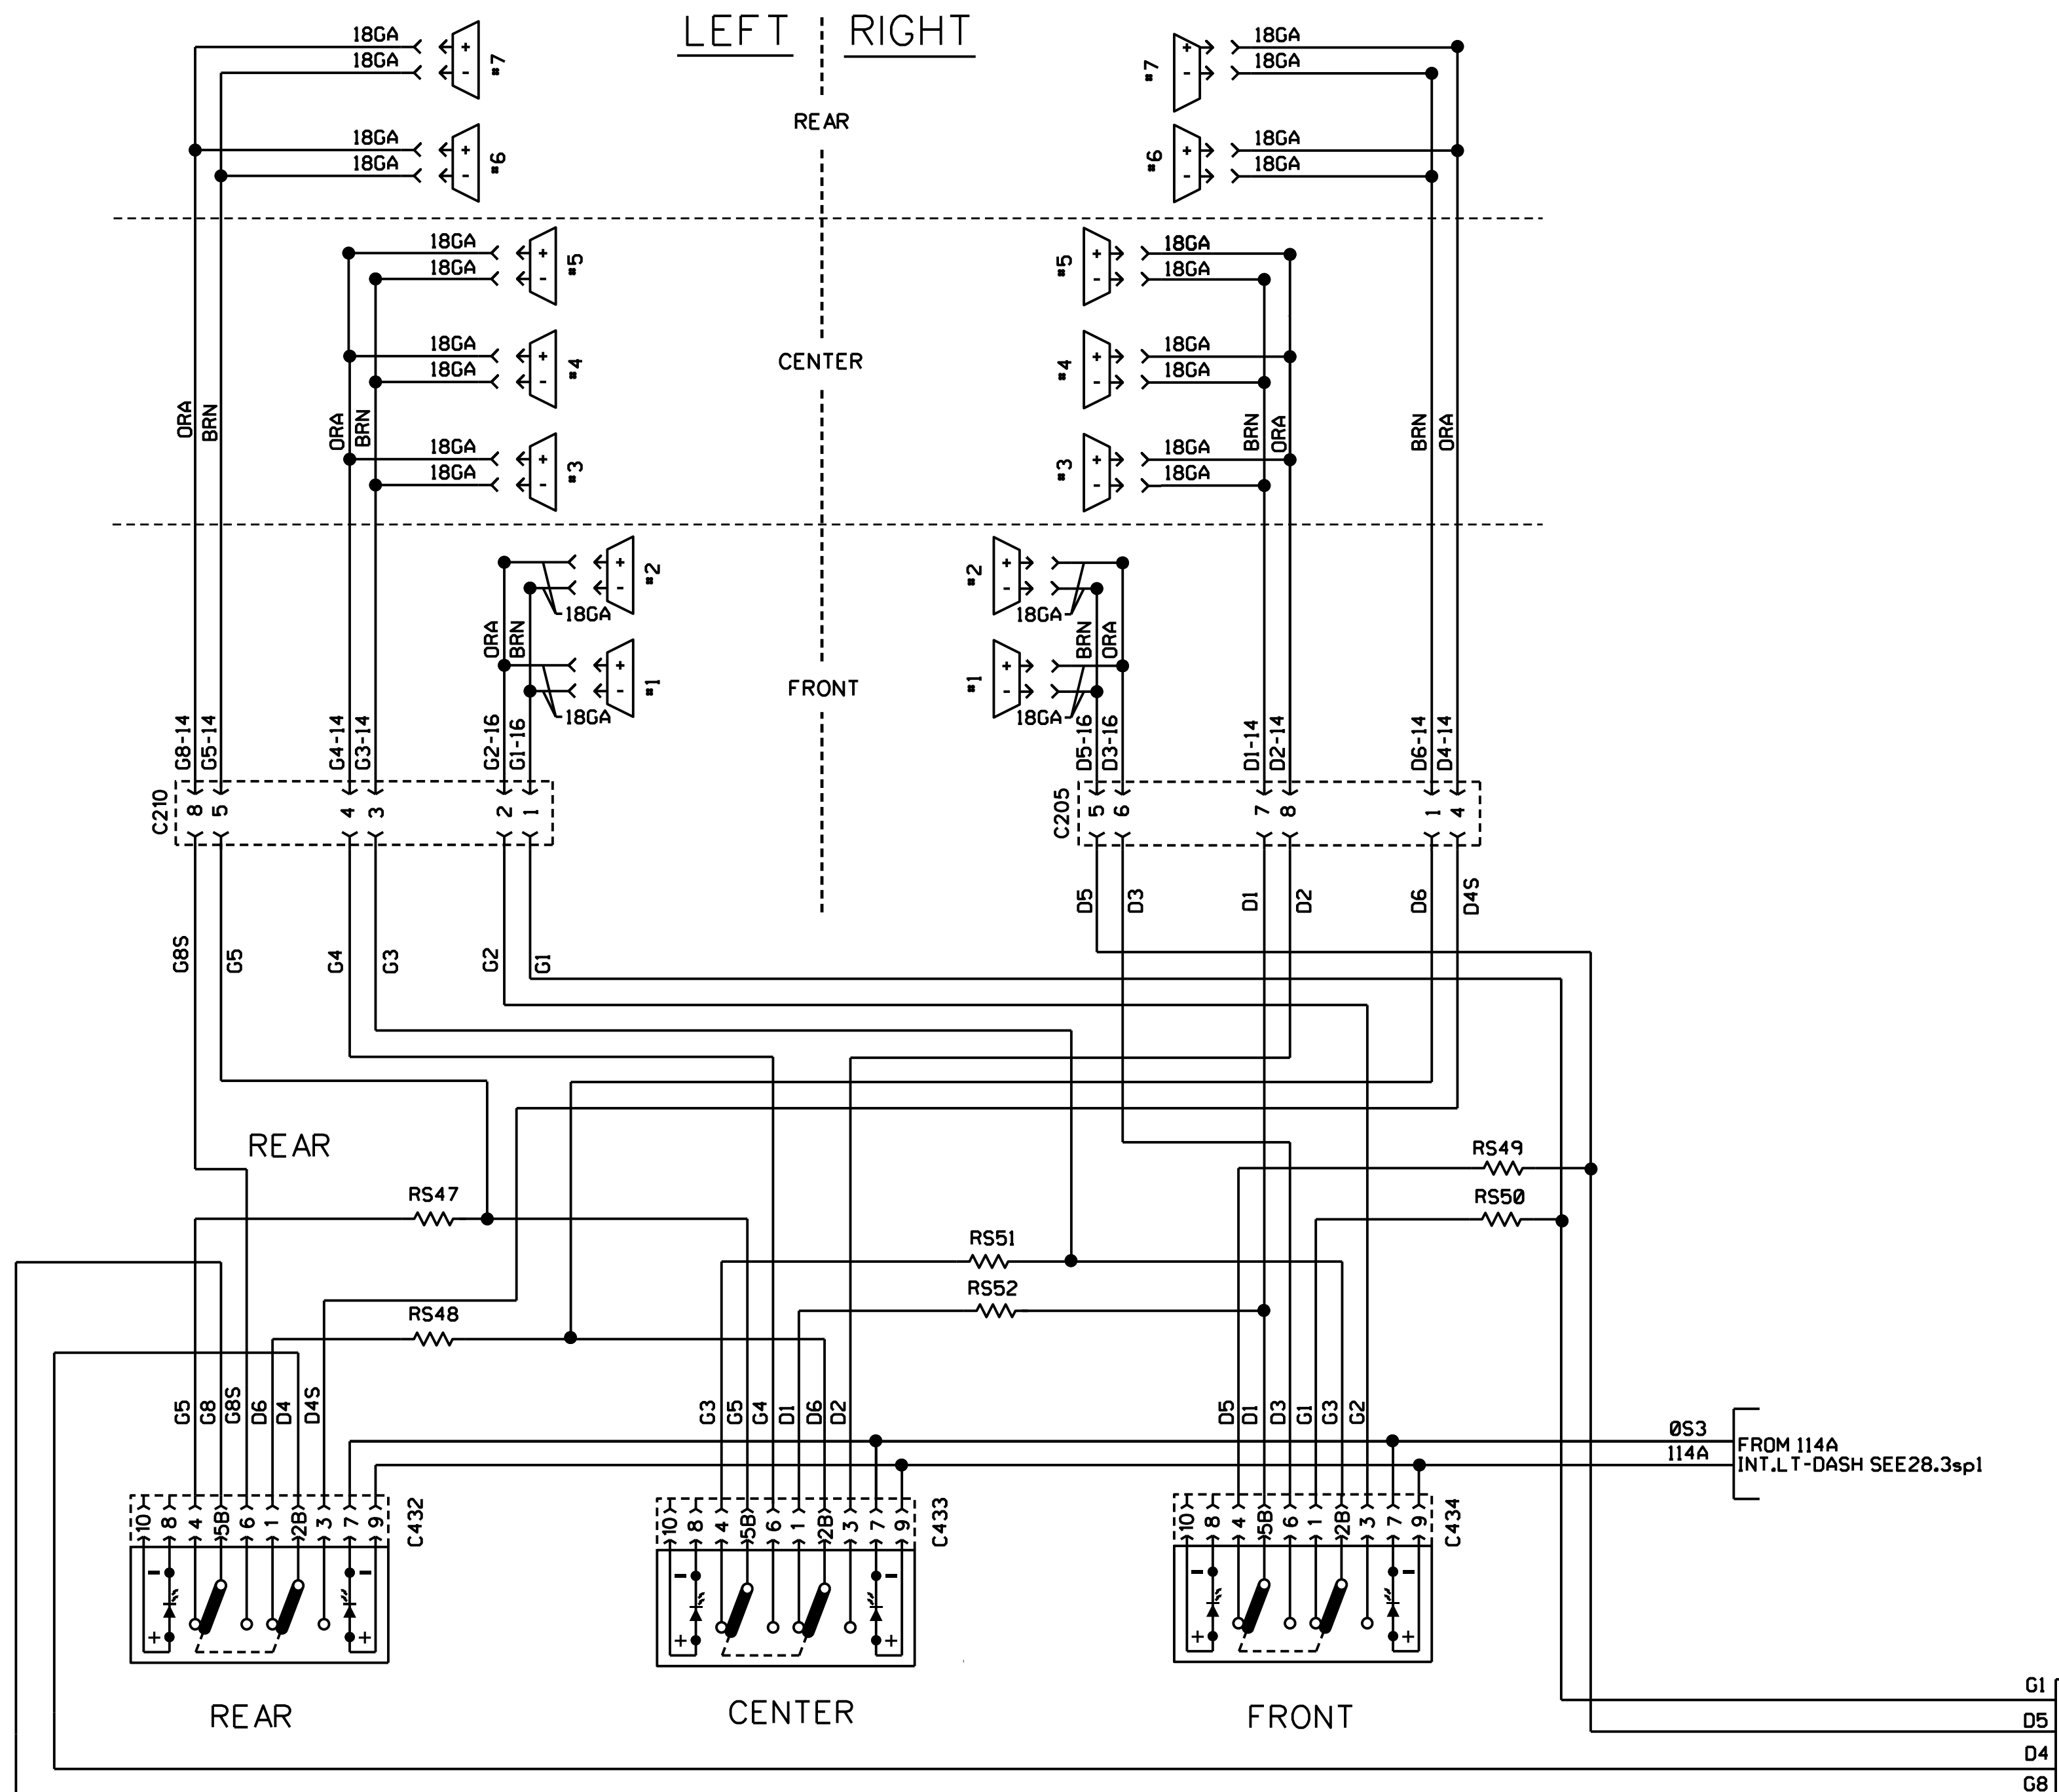 LEFT RIGHT
18GA 18GA
+ #7 #7 +
18GA 18GA
- -
REAR
18GA 18GA
+ #6 #6 +
18GA 18GA
- -
18GA 18GA
+ #5 #5 +
18GA 18GA
- -
18GA 18GA
+ #4 #4 +
18GA 18GA
- -
CENTER
ORA BRN ORA BRN BRN ORA BRN ORA
18GA 18GA
+ #3 #3 +
18GA 18GA
- -
+ #2 #2 +
- -
18GA 18GA
ORA BRN BRN ORA
+ #1 #1 +
- -
FRONT
18GA 18GA
G8-14 G5-14 G4-14 G3-14 G2-16 G1-16 D5-16 D3-16 D1-14 D2-14 D6-14 D4-14
C210 8 5 4 3 2 1 C205 5 6 7 8 1 4
D5 D3 D1 D2 D6 D4S
G8S G5 G4 G3 G2 G1
REAR
RS49
RS47 RS50
RS51
RS52
RS48
G5 G8 G8S D6 D4 D4S G3 G5 G4 D1 D6 D2 D5 D1 D3 G1 G3 G2
ØS3
114A
FROM 114A
INT.LT-DASH SEE28.3sp1
10 8 4 5B 6 1 2B 3 7 9 C432
10 8 4 5B 6 1 2B 3 7 9 C433
10 8 4 5B 6 1 2B 3 7 9 C434
- - - - - -
+ + + + + +
REAR CENTER FRONT
G1
D5
D4
G8